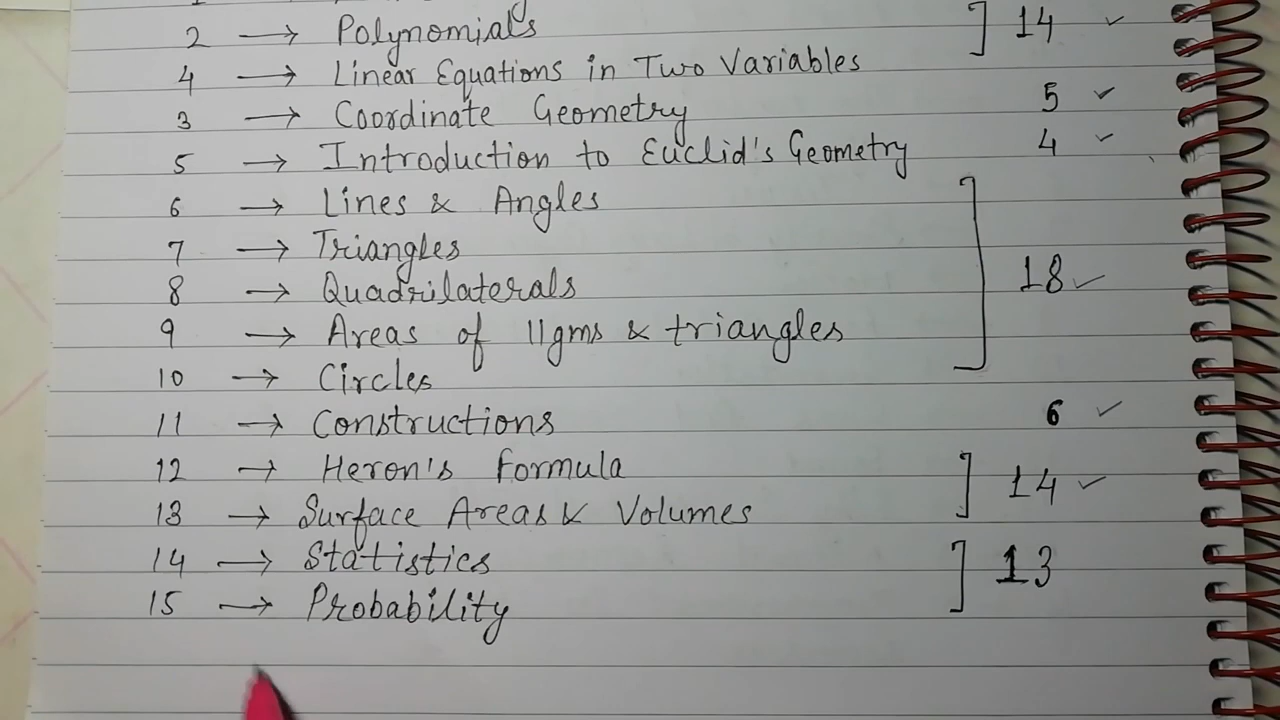 2 → Polynomials ] 14 ✓
4 → Linear Equations in Two Variables
3 → Coordinate Geometry 5 ✓
5 → Introduction to Euclid's Geometry 4 ✓
6 → Lines & Angles
7 → Triangles
8 → Quadrilaterals ] 18 ✓
9 → Areas of llgms & triangles
10 → Circles
11 → Constructions 6 ✓
12 → Heron's Formula ] 14 ✓
13 → Surface Areas & Volumes
14 → Statistics ] 13
15 → Probability